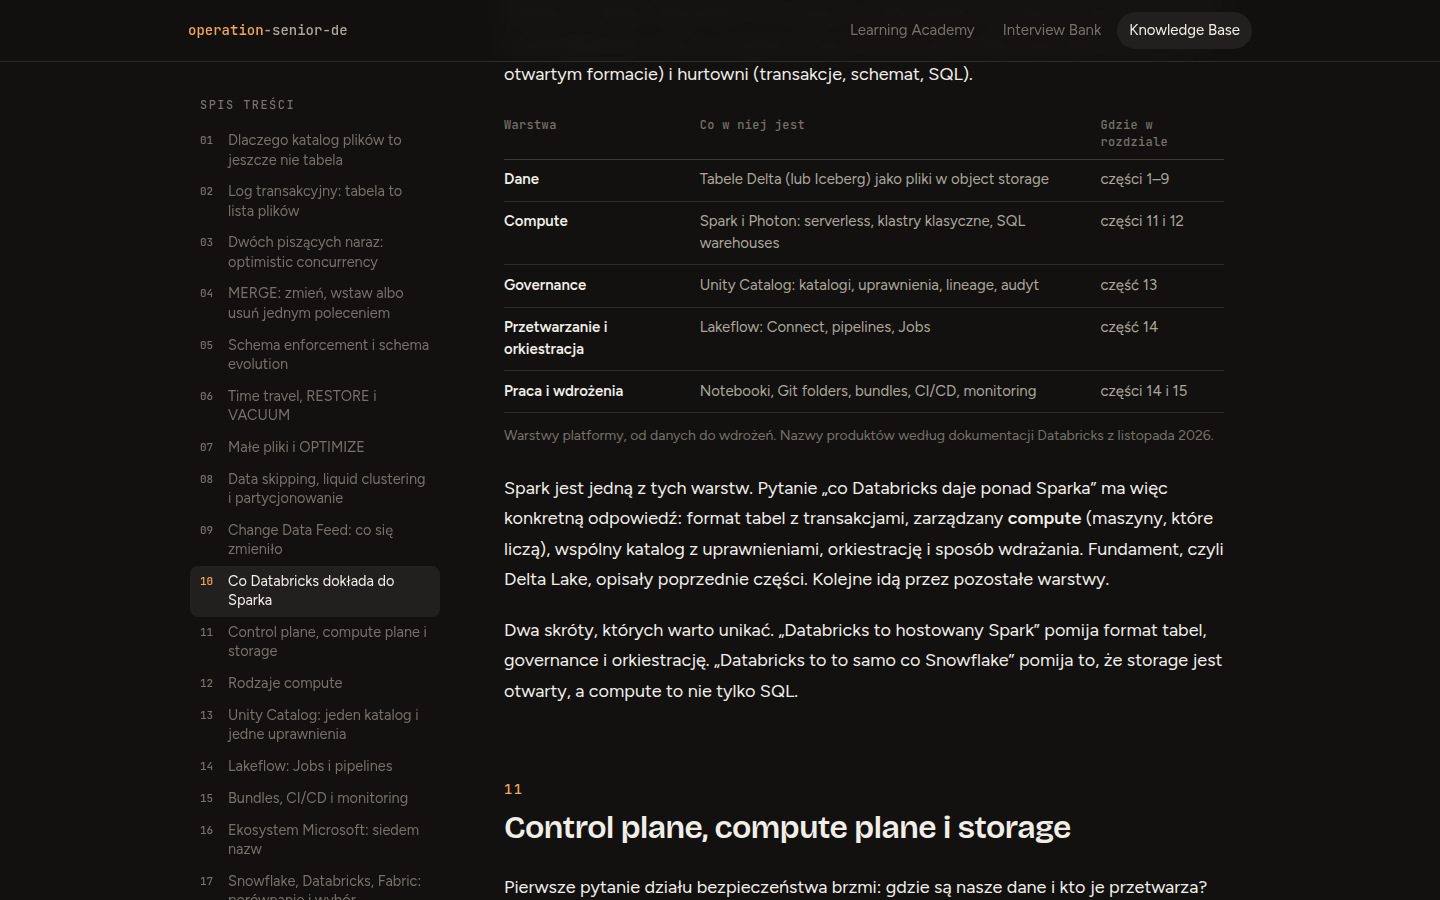 operation-senior-de
Learning Academy
Interview Bank
Knowledge Base
SPIS TREŚCI
01 Dlaczego katalog plików to
jeszcze nie tabela
02 Log transakcyjny: tabela to
lista plików
03 Dwóch piszących naraz:
optimistic concurrency
04 MERGE: zmień, wstaw albo
usuń jednym poleceniem
05 Schema enforcement i schema
evolution
06 Time travel, RESTORE i
VACUUM
07 Małe pliki i OPTIMIZE
08 Data skipping, liquid clustering
i partycjonowanie
09 Change Data Feed: co się
zmieniło
10 Co Databricks dokłada do
Sparka
11 Control plane, compute plane i
storage
12 Rodzaje compute
13 Unity Catalog: jeden katalog i
jedne uprawnienia
14 Lakeflow: Jobs i pipelines
15 Bundles, CI/CD i monitoring
16 Ekosystem Microsoft: siedem
nazw
17 Snowflake, Databricks, Fabric:
porównanie i wybór
otwartym formacie) i hurtowni (transakcje, schemat, SQL).
Warstwa
Co w niej jest
Gdzie w
rozdziale
Dane
Tabele Delta (lub Iceberg) jako pliki w object storage
części 1–9
Compute
Spark i Photon: serverless, klastry klasyczne, SQL
warehouses
części 11 i 12
Governance
Unity Catalog: katalogi, uprawnienia, lineage, audyt
część 13
Przetwarzanie i
orkiestracja
Lakeflow: Connect, pipelines, Jobs
część 14
Praca i wdrożenia
Notebooki, Git folders, bundles, CI/CD, monitoring
części 14 i 15
Warstwy platformy, od danych do wdrożeń. Nazwy produktów według dokumentacji Databricks z listopada 2026.
Spark jest jedną z tych warstw. Pytanie „co Databricks daje ponad Sparka” ma więc
konkretną odpowiedź: format tabel z transakcjami, zarządzany compute (maszyny, które
liczą), wspólny katalog z uprawnieniami, orkiestrację i sposób wdrażania. Fundament, czyli
Delta Lake, opisały poprzednie części. Kolejne idą przez pozostałe warstwy.
Dwa skróty, których warto unikać. „Databricks to hostowany Spark” pomija format tabel,
governance i orkiestrację. „Databricks to to samo co Snowflake” pomija to, że storage jest
otwarty, a compute to nie tylko SQL.
11
Control plane, compute plane i storage
Pierwsze pytanie działu bezpieczeństwa brzmi: gdzie są nasze dane i kto je przetwarza?